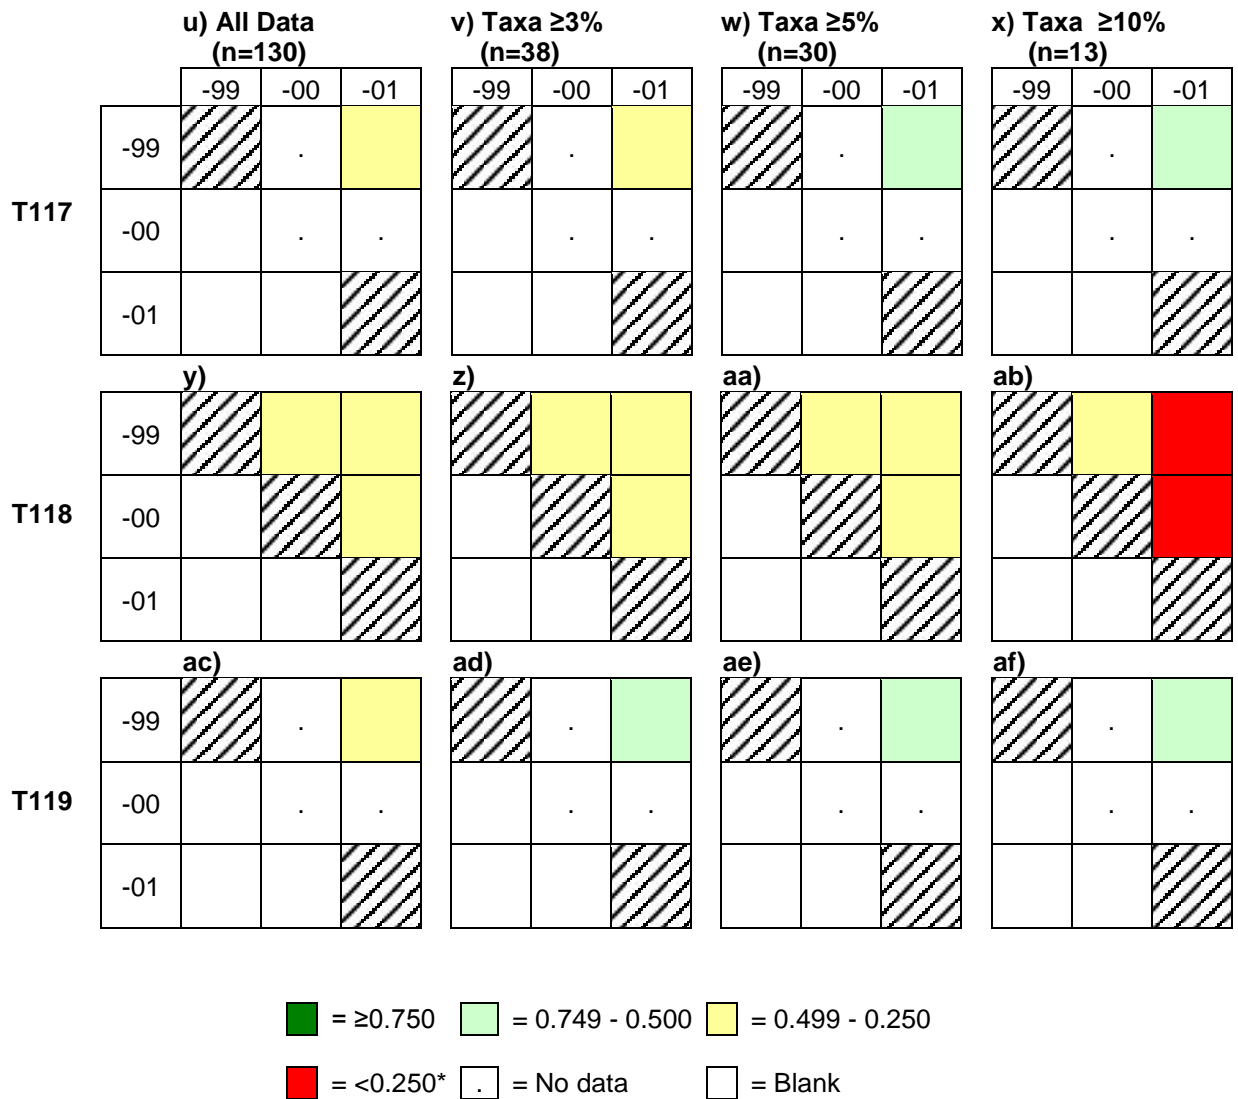 u) All Data v) Taxa ≥3% w) Taxa ≥5% x) Taxa ≥10%
(n=130) (n=38) (n=30) (n=13)
-99 -00 -01 -99 -00 -01 -99 -00 -01 -99 -00 -01
-99 . . . .
T117 -00 . . . . . . . .
-01
y) z) aa) ab)
-99
T118 -00
-01
ac) ad) ae) af)
-99 . . . .
T119 -00 . . . . . . . .
-01
= ≥0.750 = 0.749 - 0.500 = 0.499 - 0.250
= <0.250* . = No data = Blank